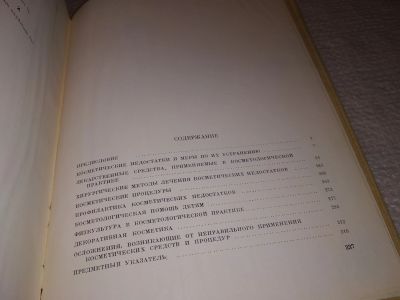 СОДЕРЖАНИЕ
ПРЕДИСЛОВИЕ
КОСМЕТИЧЕСКИЕ НЕДОСТАТКИ И МЕРЫ ПО ИХ УСТРАНЕНИЮ
ЛЕКАРСТВЕННЫЕ СРЕДСТВА, ПРИМЕНЯЕМЫЕ В КОСМЕТОЛОГИЧЕСКОЙ
ПРАКТИКЕ
ХИРУРГИЧЕСКИЕ МЕТОДЫ ЛЕЧЕНИЯ КОСМЕТИЧЕСКИХ НЕДОСТАТКОВ
КОСМЕТИЧЕСКИЕ ПРОЦЕДУРЫ
ПРОФИЛАКТИКА КОСМЕТИЧЕСКИХ НЕДОСТАТКОВ
КОСМЕТОЛОГИЧЕСКАЯ ПОМОЩЬ ДЕТЯМ
ФИЗКУЛЬТУРА В КОСМЕТОЛОГИЧЕСКОЙ ПРАКТИКЕ
ДЕКОРАТИВНАЯ КОСМЕТИКА
ОСЛОЖНЕНИЯ, ВОЗНИКАЮЩИЕ ОТ НЕПРАВИЛЬНОГО ПРИМЕНЕНИЯ
КОСМЕТИЧЕСКИХ СРЕДСТВ И ПРОЦЕДУР
ПРЕДМЕТНЫЙ УКАЗАТЕЛЬ
327